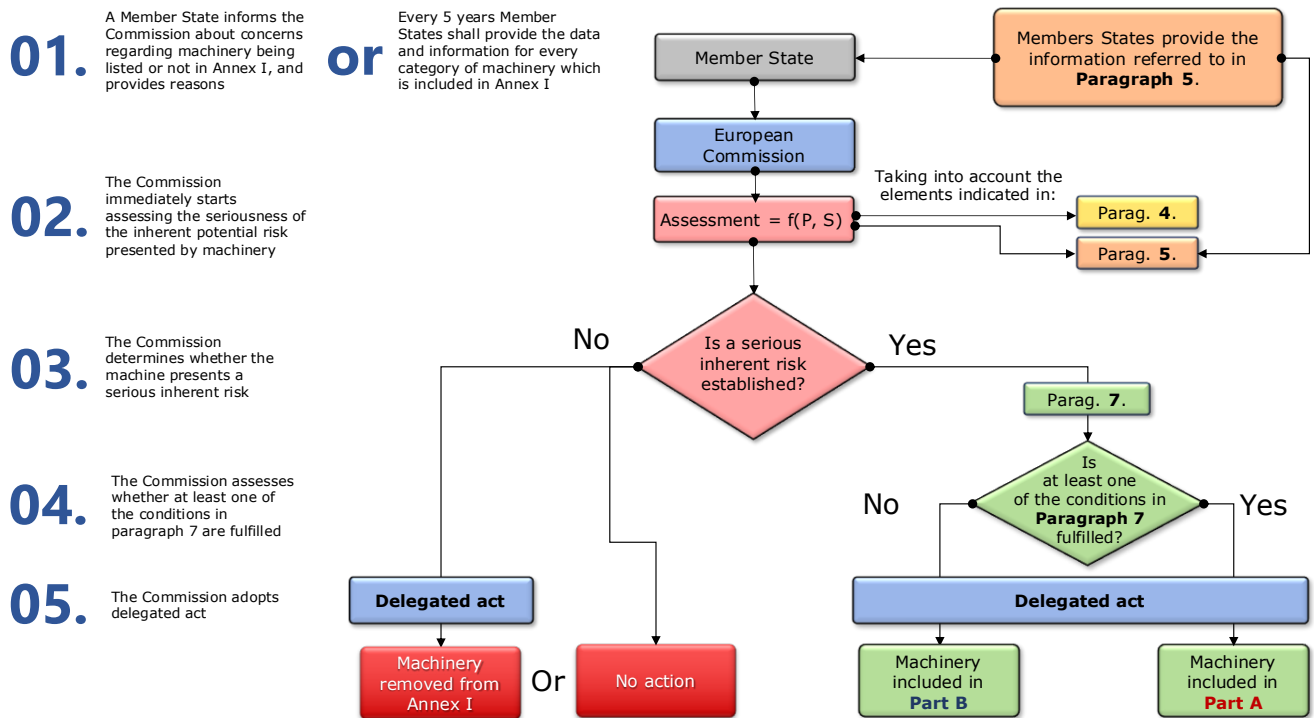 01.
A Member State informs the
Commission about concerns
regarding machinery being
listed or not in Annex I, and
provides reasons
or
Every 5 years Member
States shall provide the data
and information for every
category of machinery which
is included in Annex I
Member State
Members States provide the
information referred to in
Paragraph 5.
European
Commission
02.
The Commission
immediately starts
assessing the seriousness of
the inherent potential risk
presented by machinery
Assessment = f(P, S)
Taking into account the
elements indicated in:
Parag. 4.
Parag. 5.
03.
The Commission
determines whether the
machine presents a
serious inherent risk
No
Is a serious
inherent risk
established?
Yes
Parag. 7.
04.
The Commission assesses
whether at least one of
the conditions in
paragraph 7 are fulfilled
No
Is
at least one
of the conditions in
Paragraph 7
fulfilled?
Yes
05.
The Commission adopts
delegated act
Delegated act
Delegated act
Machinery
removed from
Annex I
Or
No action
Machinery
included in
Part B
Machinery
included in
Part A